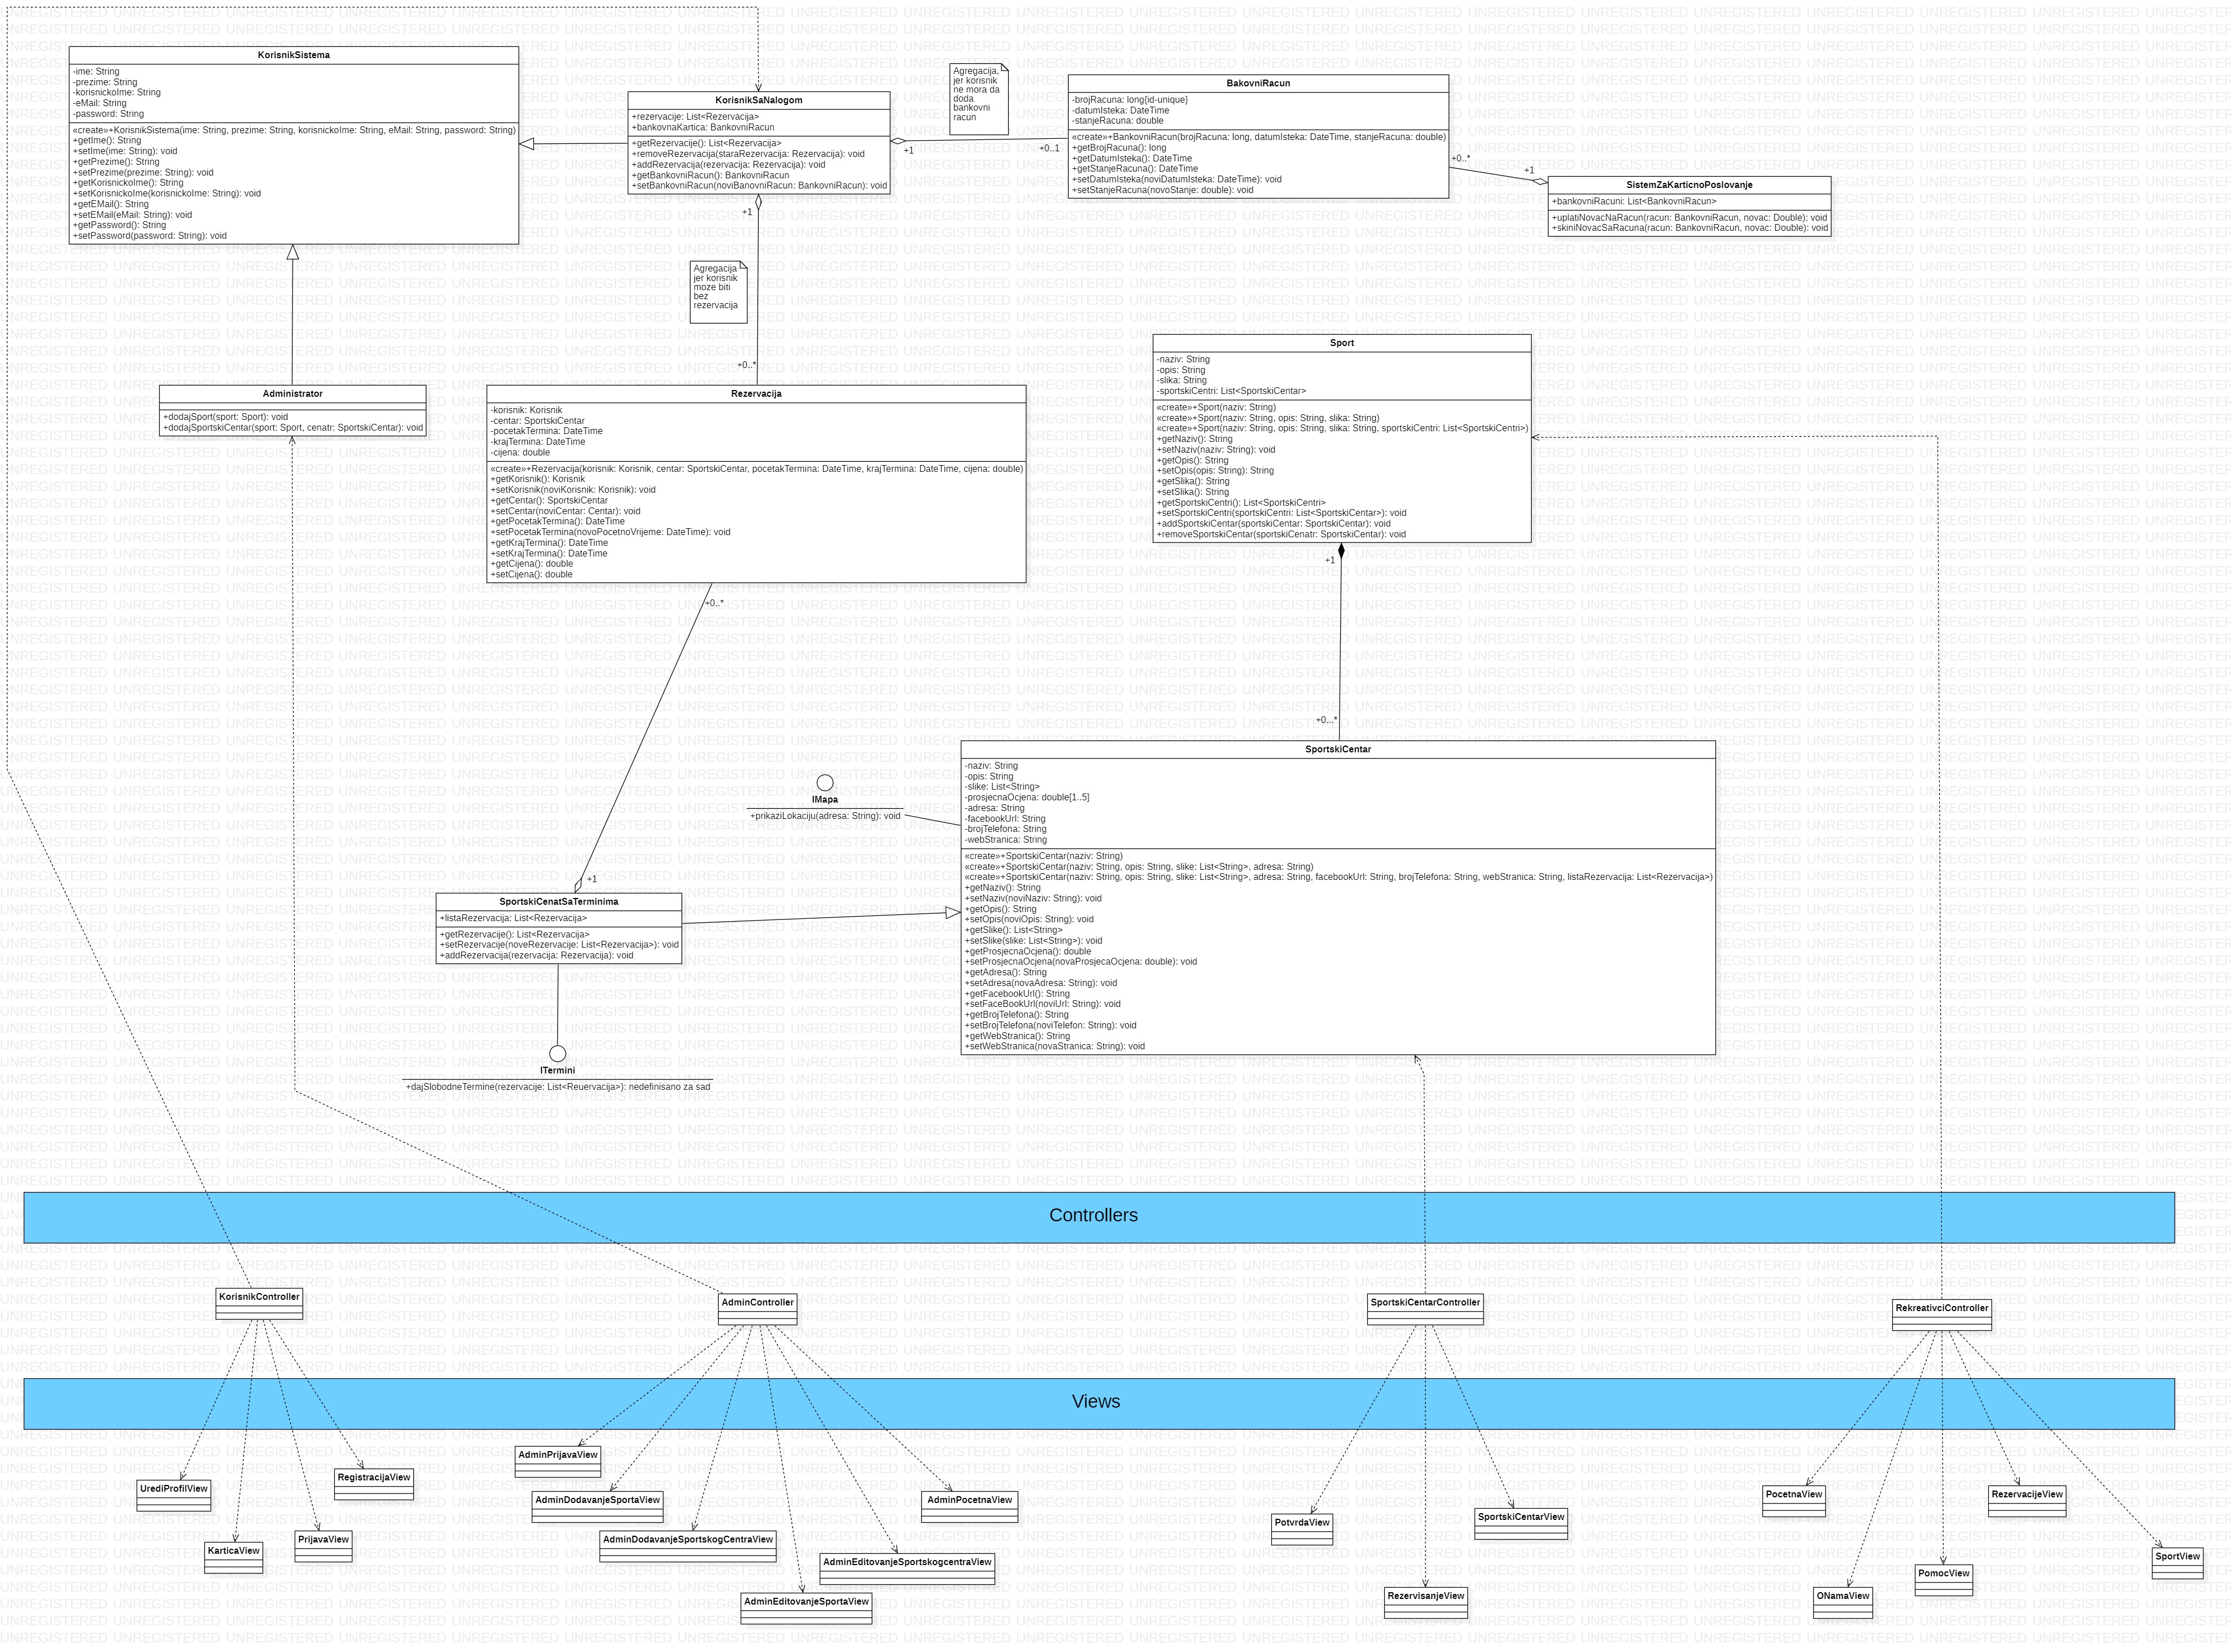 KorisnikSistema
-ime: String
-prezime: String
-korisnickoIme: String
-eMail: String
-password: String
«create»+KorisnikSistema(ime: String, prezime: String, korisnickoIme: String, eMail: String, password: String)
+getIme(): String
+setIme(ime: String): void
+getPrezime(): String
+setPrezime(prezime: String): void
+getKorisnickoIme(): String
+setKorisnickoIme(korisnickoIme: String): void
+getEMail(): String
+setEMail(eMail: String): void
+getPassword(): String
+setPassword(password: String): void
KorisnikSaNalogom
+rezervacije: List<Rezervacija>
+bankovnaKartica: BankovniRacun
+getRezervacije(): List<Rezervacija>
+removeRezervacija(staraRezervacija: Rezervacija): void
+addRezervacija(rezervacija: Rezervacija): void
+getBankovniRacun(): BankovniRacun
+setBankovniRacun(noviBanovniRacun: BankovniRacun): void
Agregacija,
jer korisnik
ne mora da
doda
bankovni
racun
+1
+0..1
BakovniRacun
-brojRacuna: long{id-unique}
-datumIsteka: DateTime
-stanjeRacuna: double
«create»+BankovniRacun(brojRacuna: long, datumIsteka: DateTime, stanjeRacuna: double)
+getBrojRacuna(): long
+getDatumIsteka(): DateTime
+getStanjeRacuna(): DateTime
+setDatumIsteka(noviDatumIsteka: DateTime): void
+setStanjeRacuna(novoStanje: double): void
+0..*
+1
SistemZaKarticnoPoslovanje
+bankovniRacuni: List<BankovniRacun>
+uplatiNovacNaRacun(racun: BankovniRacun, novac: Double): void
+skiniNovacSaRacuna(racun: BankovniRacun, novac: Double): void
+1
Agregacija
jer korisnik
moze biti
bez
rezervacija
+0..*
Administrator
+dodajSport(sport: Sport): void
+dodajSportskiCentar(sport: Sport, cenatr: SportskiCentar): void
Rezervacija
-korisnik: Korisnik
-centar: SportskiCentar
-pocetakTermina: DateTime
-krajTermina: DateTime
-cijena: double
«create»+Rezervacija(korisnik: Korisnik, centar: SportskiCentar, pocetakTermina: DateTime, krajTermina: DateTime, cijena: double)
+getKorisnik(): Korisnik
+setKorisnik(noviKorisnik: Korisnik): void
+getCentar(): SportskiCentar
+setCentar(noviCentar: Centar): void
+getPocetakTermina(): DateTime
+setPocetakTermina(novoPocetnoVrijeme: DateTime): void
+getKrajTermina(): DateTime
+setKrajTermina(): DateTime
+getCijena(): double
+setCijena(): double
+0..*
Sport
-naziv: String
-opis: String
-slika: String
-sportskiCentri: List<SportskiCentar>
«create»+Sport(naziv: String)
«create»+Sport(naziv: String, opis: String, slika: String)
«create»+Sport(naziv: String, opis: String, slika: String, sportskiCentri: List<SportskiCentri>)
+getNaziv(): String
+setNaziv(naziv: String): void
+getOpis(): String
+setOpis(opis: String): String
+getSlika(): String
+setSlika(): String
+getSportskiCentri(): List<SportskiCentri>
+setSportskiCentri(sportskiCentri: List<SportskiCentar>): void
+addSportskiCentar(sportskiCentar: SportskiCentar): void
+removeSportskiCentar(sportskiCenatr: SportskiCentar): void
+1
+0...*
IMapa
+prikaziLokaciju(adresa: String): void
SportskiCentar
-naziv: String
-opis: String
-slike: List<String>
-prosjecnaOcjena: double[1..5]
-adresa: String
-facebookUrl: String
-brojTelefona: String
-webStranica: String
«create»+SportskiCentar(naziv: String)
«create»+SportskiCentar(naziv: String, opis: String, slike: List<String>, adresa: String)
«create»+SportskiCentar(naziv: String, opis: String, slike: List<String>, adresa: String, facebookUrl: String, brojTelefona: String, webStranica: String, listaRezervacija: List<Rezervacija>)
+getNaziv(): String
+setNaziv(noviNaziv: String): void
+getOpis(): String
+setOpis(noviOpis: String): void
+getSlike(): List<String>
+setSlike(slike: List<String>): void
+getProsjecnaOcjena(): double
+setProsjecnaOcjena(novaProsjecaOcjena: double): void
+getAdresa(): String
+setAdresa(novaAdresa: String): void
+getFacebookUrl(): String
+setFaceBookUrl(noviUrl: String): void
+getBrojTelefona(): String
+setBrojTelefona(noviTelefon: String): void
+getWebStranica(): String
+setWebStranica(novaStranica: String): void
+1
SportskiCenatSaTerminima
+listaRezervacija: List<Rezervacija>
+getRezervacije(): List<Rezervacija>
+setRezervacije(noveRezervacije: List<Rezervacija>): void
+addRezervacija(rezervacija: Rezervacija): void
ITermini
+dajSlobodneTermine(rezervacije: List<Reuervacija>): nedefinisano za sad
Controllers
KorisnikController
AdminController
SportskiCentarController
RekreativciController
Views
UrediProfilView
KarticaView
PrijavaView
RegistracijaView
AdminPrijavaView
AdminDodavanjeSportaView
AdminDodavanjeSportskogCentraView
AdminEditovanjeSportaView
AdminEditovanjeSportskogcentraView
AdminPocetnaView
PotvrdaView
RezervisanjeView
SportskiCentarView
PocetnaView
ONamaView
PomocView
RezervacijeView
SportView